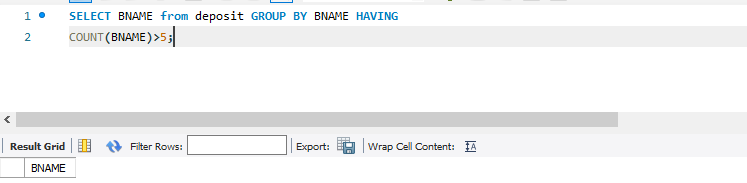 1 SELECT BNAME from deposit GROUP BY BNAME HAVING
2 COUNT(BNAME)>5;
Result Grid Filter Rows: Export: Wrap Cell Content: IA
BNAME